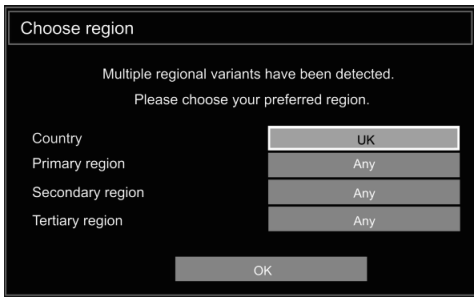 Choose region
Multiple regional variants have been detected.
Please choose your preferred region.
Country UK
Primary region Any
Secondary region Any
Tertiary region Any
OK